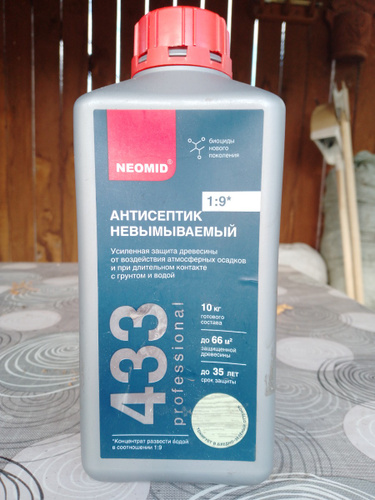 биоциды
нового
поколения
NEOMID®
1:9*
АНТИСЕПТИК
НЕВЫМЫВАЕМЫЙ
Усиленная защита древесины
от воздействия атмосферных осадков
и при длительном контакте
с грунтом и водой
433
professional
10 кг
готового
состава
до 66 м²
защищенной
древесины
до 35 ЛЕТ
срок защиты
*Концентрат развести водой
в соотношении 1:9